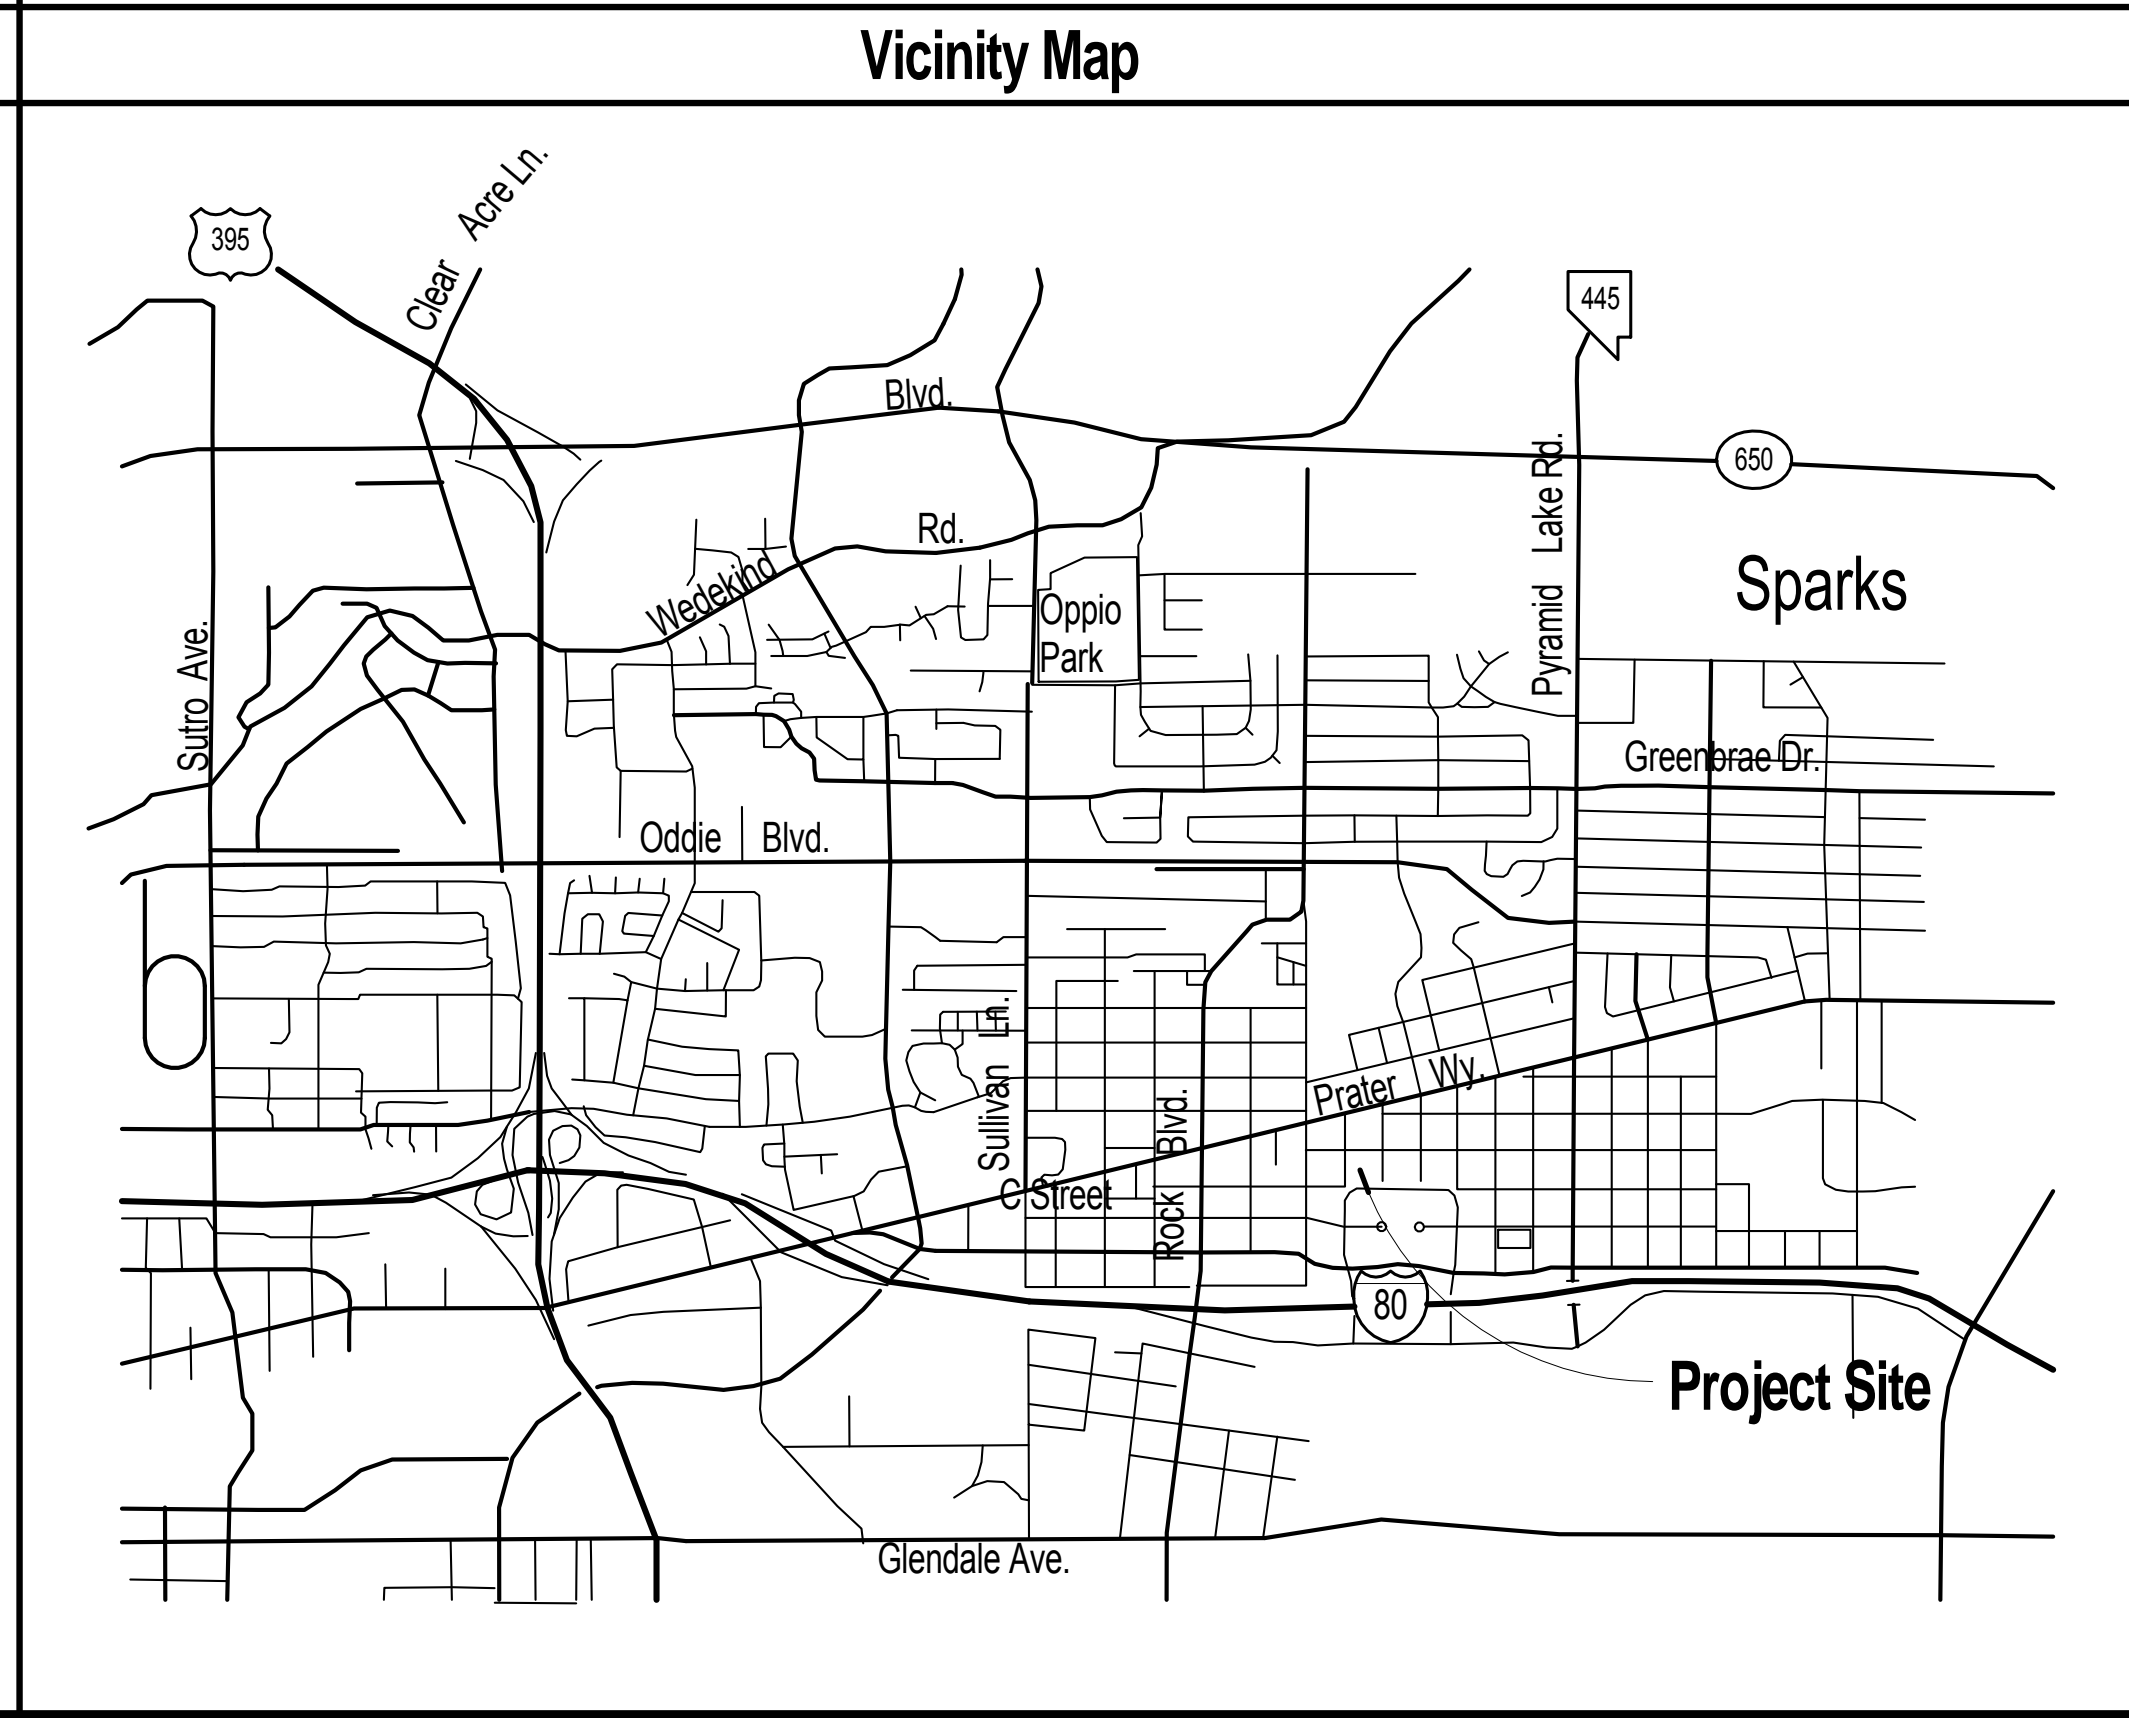 Vicinity Map
Clear Acre Ln.
395
445
Blvd.
650
Pyramid Lake Rd.
Rd.
Wedekind
Sparks
Oppio
Park
Sutro Ave.
Greenbrae Dr.
Oddie Blvd.
Sullivan Ln.
Prater Wy.
Rock Blvd.
C Street
80
Project Site
Glendale Ave.